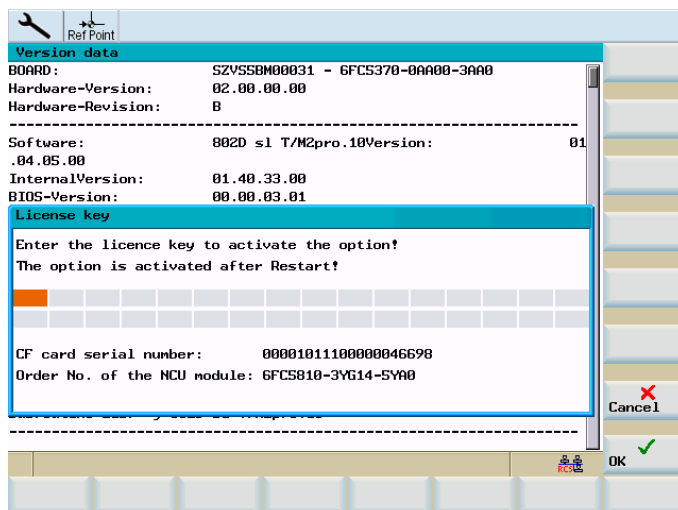 Ref Point
Version data
BOARD: SZVS5BM00031 - 6FC5370-0AA00-3AA0
Hardware-Version: 02.00.00.00
Hardware-Revision: B
Software: 802D sl T/M2pro.10Version: 01
.04.05.00
InternalVersion: 01.40.33.00
BIOS-Version: 00.00.03.01
License key
Enter the licence key to activate the option!
The option is activated after Restart!
CF card serial number: 00001011100000046698
Order No. of the NCU module: 6FC5810-3YG14-5YA0
Cancel
RCS
OK